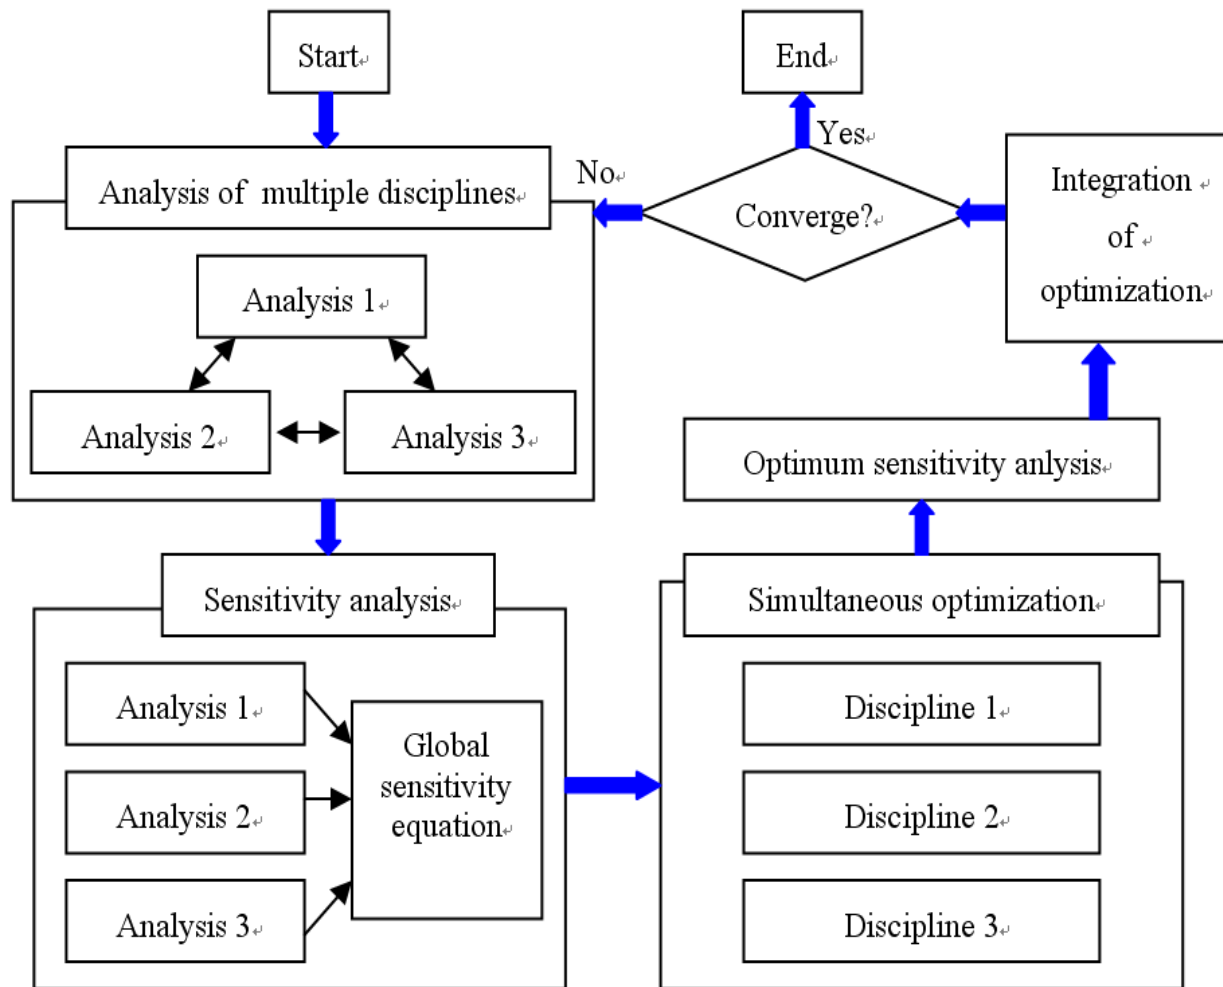 Start
End
Yes
No
Analysis of multiple disciplines
Converge?
Integration
of
optimization
Analysis 1
Analysis 2
Analysis 3
Optimum sensitivity anlysis
Sensitivity analysis
Simultaneous optimization
Analysis 1
Analysis 2
Analysis 3
Global
sensitivity
equation
Discipline 1
Discipline 2
Discipline 3